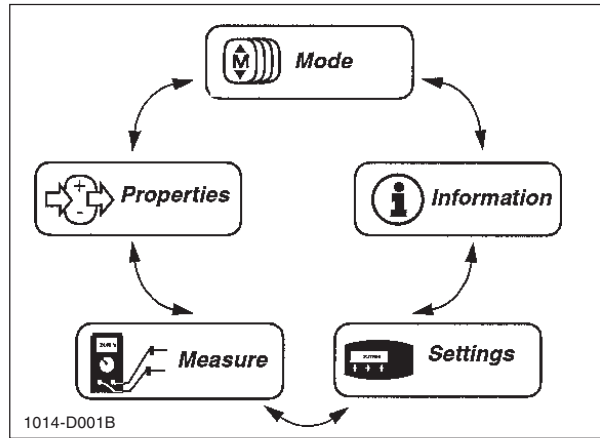 M
Mode
+
-
Properties
i
Information
Measure
Settings
1014-D001B